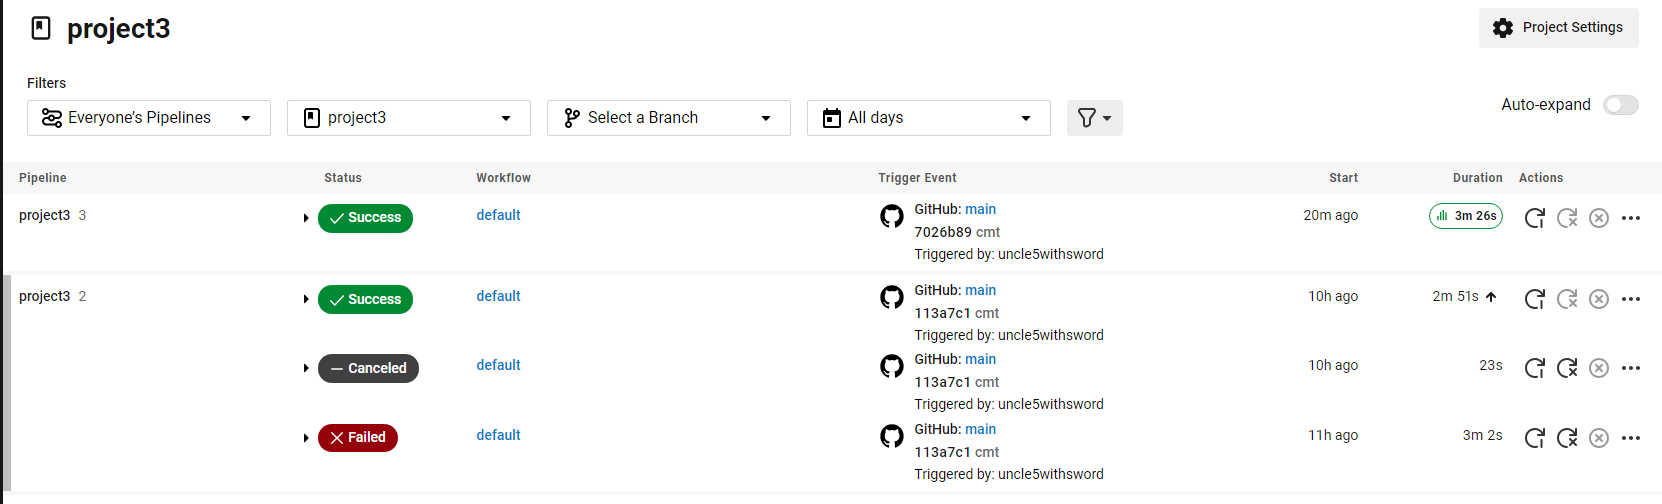 project3
Project Settings
Filters
Everyone's Pipelines
project3
Select a Branch
All days
Auto-expand
Pipeline Status Workflow Trigger Event Start Duration Actions
project3 3 Success default GitHub: main 20m ago 3m 26s
7026b89 cmt
Triggered by: uncle5withsword
project3 2 Success default GitHub: main 10h ago 2m 51s
113a7c1 cmt
Triggered by: uncle5withsword
Canceled default GitHub: main 10h ago 23s
113a7c1 cmt
Triggered by: uncle5withsword
Failed default GitHub: main 11h ago 3m 2s
113a7c1 cmt
Triggered by: uncle5withsword